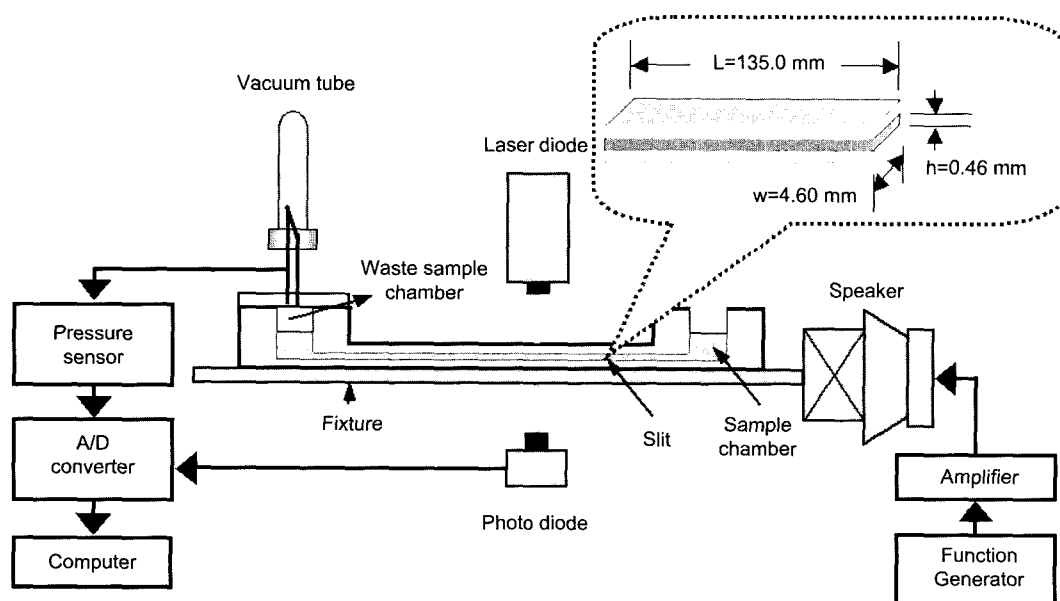 L=135.0 mm
Vacuum tube
Laser diode
h=0.46 mm
w=4.60 mm
Waste sample
chamber
Speaker
Pressure
sensor
Fixture
Slit
Sample
chamber
A/D
converter
Amplifier
Photo diode
Computer
Function
Generator